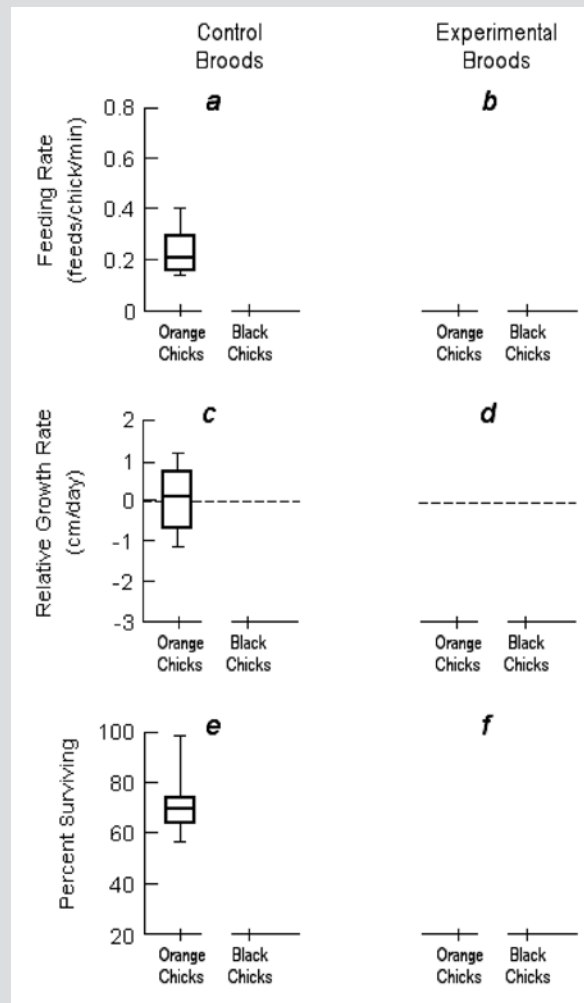 Control
Broods
Experimental
Broods
a
b
Feeding Rate
(feeds/chick/min)
0.8
0.6
0.4
0.2
0
Orange
Chicks
Black
Chicks
Orange
Chicks
Black
Chicks
c
d
Relative Growth Rate
(cm/day)
2
1
0
-1
-2
-3
Orange
Chicks
Black
Chicks
Orange
Chicks
Black
Chicks
e
f
Percent Surviving
100
80
60
40
20
Orange
Chicks
Black
Chicks
Orange
Chicks
Black
Chicks